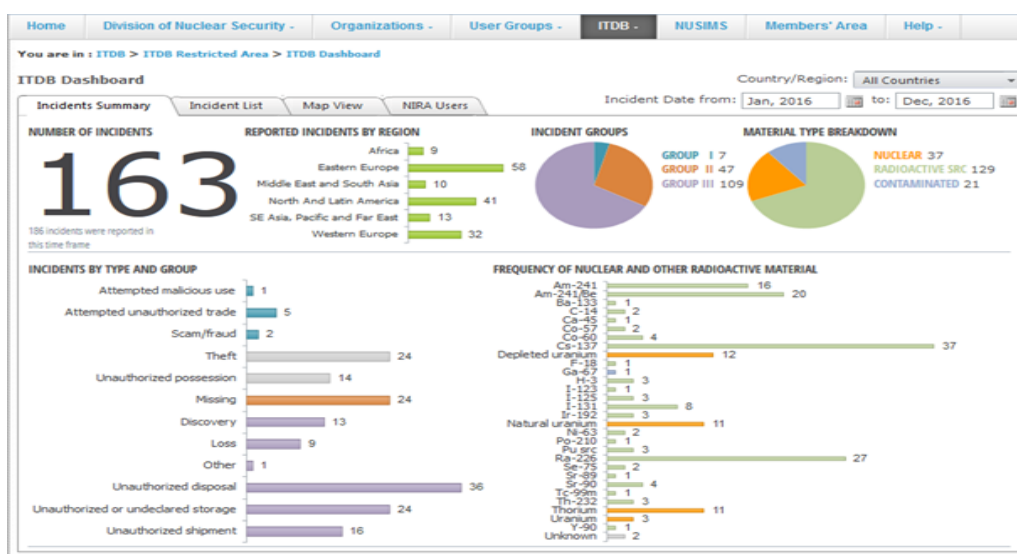 Home Division of Nuclear Security - Organizations - User Groups - ITDB - NUSIMS Members' Area Help -
You are in : ITDB > ITDB Restricted Area > ITDB Dashboard
ITDB Dashboard
Country/Region: All Countries
Incidents Summary Incident List Map View NIRA Users
Incident Date from: Jan, 2016 to: Dec, 2016
NUMBER OF INCIDENTS
163
186 incidents were reported in
this time frame
REPORTED INCIDENTS BY REGION
Africa 9
Eastern Europe 58
Middle East and South Asia 10
North And Latin America 41
SE Asia, Pacific and Far East 13
Western Europe 32
INCIDENT GROUPS
GROUP I 7
GROUP II 47
GROUP III 109
MATERIAL TYPE BREAKDOWN
NUCLEAR 37
RADIOACTIVE SRC 129
CONTAMINATED 21
INCIDENTS BY TYPE AND GROUP
Attempted malicious use 1
Attempted unauthorized trade 5
Scam/fraud 2
Theft 24
Unauthorized possession 14
Missing 24
Discovery 13
Loss 9
Other 1
Unauthorized disposal 36
Unauthorized or undeclared storage 24
Unauthorized shipment 16
FREQUENCY OF NUCLEAR AND OTHER RADIOACTIVE MATERIAL
Am-241 16
Am-241/Be 20
Ba-133 1
C-14 2
Ca-45 1
Co-57 2
Co-60 4
Cs-137 37
Depleted uranium 12
F-18 1
Ga-67 1
H-3 3
I-123 1
I-125 3
I-131 8
Ir-192 3
Natural uranium 11
Ni-63 2
Po-210 1
Pu src 3
Ra-226 27
Se-75 2
Sr-89 1
Sr-90 4
Tc-99m 1
Th-232 3
Thorium 11
Uranium 3
Y-90 1
Unknown 2